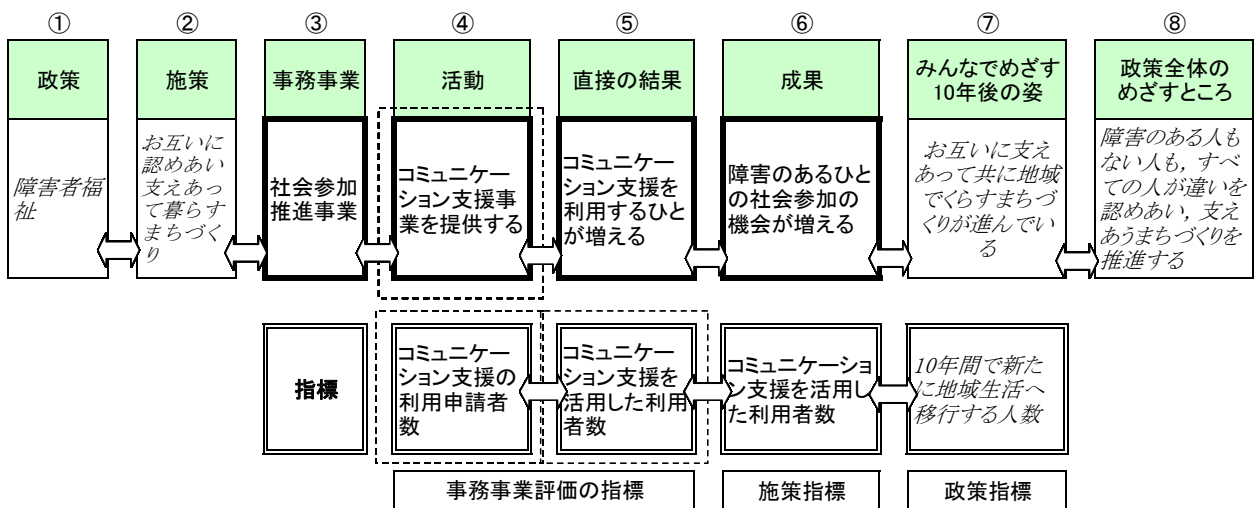 ①
②
③
④
⑤
⑥
⑦
⑧
政策
施策
事務事業
活動
直接の結果
成果
みんなでめざす
10年後の姿
政策全体の
めざすところ
障害者福
祉
お互いに
認めあい
支えあっ
て暮らす
まちづく
り
社会参加
推進事業
コミュニケー
ション支援事
業を提供する
コミュニケー
ション支援を
利用するひと
が増える
障害のあるひと
の社会参加の
機会が増える
お互いに支え
あって共に地域
でくらすまちづ
くりが進んでい
る
障害のある人も
ない人も，すべ
ての人が違いを
認めあい，支え
あうまちづくりを
推進する
指標
コミュニケー
ション支援の
利用申請者
数
コミュニケー
ション支援を
活用した利用
者数
コミュニケーショ
ン支援を活用し
た利用者数
10年間で新た
に地域生活へ
移行する人数
事務事業評価の指標
施策指標
政策指標